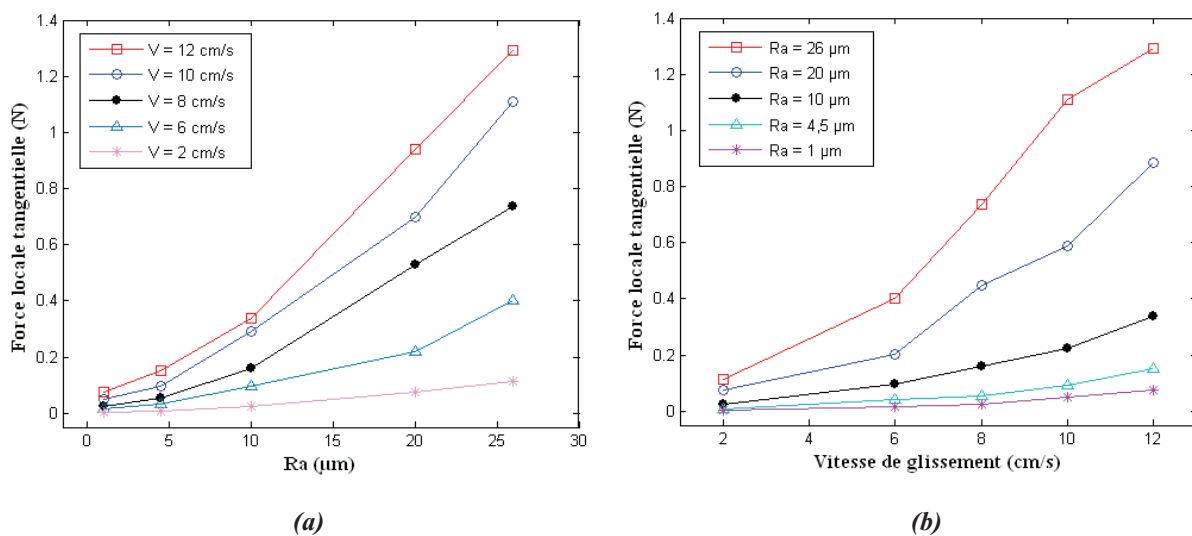 1.4
1.2
1
0.8
0.6
0.4
0.2
0
Force locale tangentielle (N)
V = 12 cm/s
V = 10 cm/s
V = 8 cm/s
V = 6 cm/s
V = 2 cm/s
0 5 10 15 20 25 30
Ra (µm)
(a)
1.4
1.2
1
0.8
0.6
0.4
0.2
0
Force locale tangentielle (N)
Ra = 26 µm
Ra = 20 µm
Ra = 10 µm
Ra = 4,5 µm
Ra = 1 µm
2 4 6 8 10 12
Vitesse de glissement (cm/s)
(b)